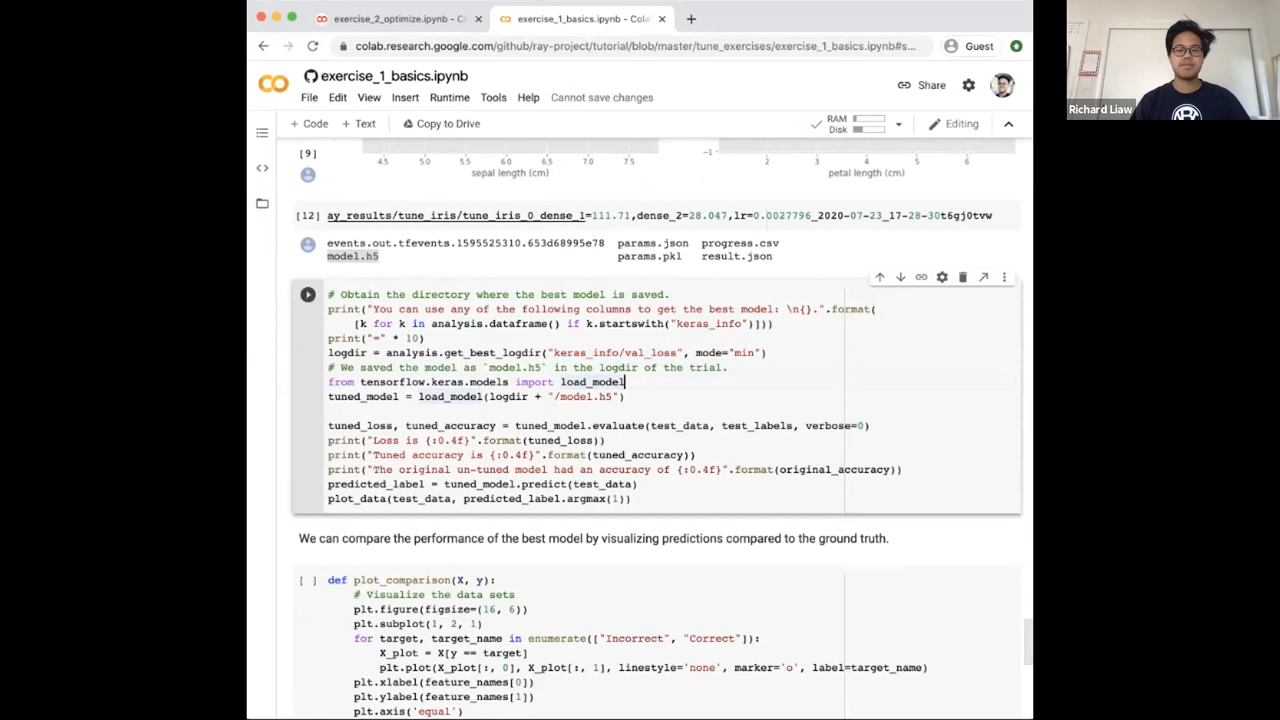 exercise_2_optimize.ipynb - C
exercise_1_basics.ipynb - Cola
colab.research.google.com/github/ray-project/tutorial/blob/master/tune_exercises/exercise_1_basics.ipynb#s...
Guest
Richard Liaw
exercise_1_basics.ipynb
Share
File Edit View Insert Runtime Tools Help Cannot save changes
+ Code + Text Copy to Drive
RAM
Disk
Editing
[9]
4.5 5.0 5.5 6.0 6.5 7.0 7.5
sepal length (cm)
−1
2 3 4 5 6
petal length (cm)
[12] ay_results/tune_iris/tune_iris_0_dense_1=111.71,dense_2=28.047,lr=0.0027796_2020-07-23_17-28-30t6gj0tvw
events.out.tfevents.1595525310.653d68995e78 params.json progress.csv
model.h5 params.pkl result.json
# Obtain the directory where the best model is saved.
print("You can use any of the following columns to get the best model: \n{}.".format(
[k for k in analysis.dataframe() if k.startswith("keras_info")]))
print("=" * 10)
logdir = analysis.get_best_logdir("keras_info/val_loss", mode="min")
# We saved the model as `model.h5` in the logdir of the trial.
from tensorflow.keras.models import load_model
tuned_model = load_model(logdir + "/model.h5")
tuned_loss, tuned_accuracy = tuned_model.evaluate(test_data, test_labels, verbose=0)
print("Loss is {:0.4f}".format(tuned_loss))
print("Tuned accuracy is {:0.4f}".format(tuned_accuracy))
print("The original un-tuned model had an accuracy of {:0.4f}".format(original_accuracy))
predicted_label = tuned_model.predict(test_data)
plot_data(test_data, predicted_label.argmax(1))
We can compare the performance of the best model by visualizing predictions compared to the ground truth.
[ ] def plot_comparison(X, y):
# Visualize the data sets
plt.figure(figsize=(16, 6))
plt.subplot(1, 2, 1)
for target, target_name in enumerate(["Incorrect", "Correct"]):
X_plot = X[y == target]
plt.plot(X_plot[:, 0], X_plot[:, 1], linestyle='none', marker='o', label=target_name)
plt.xlabel(feature_names[0])
plt.ylabel(feature_names[1])
plt.axis('equal')